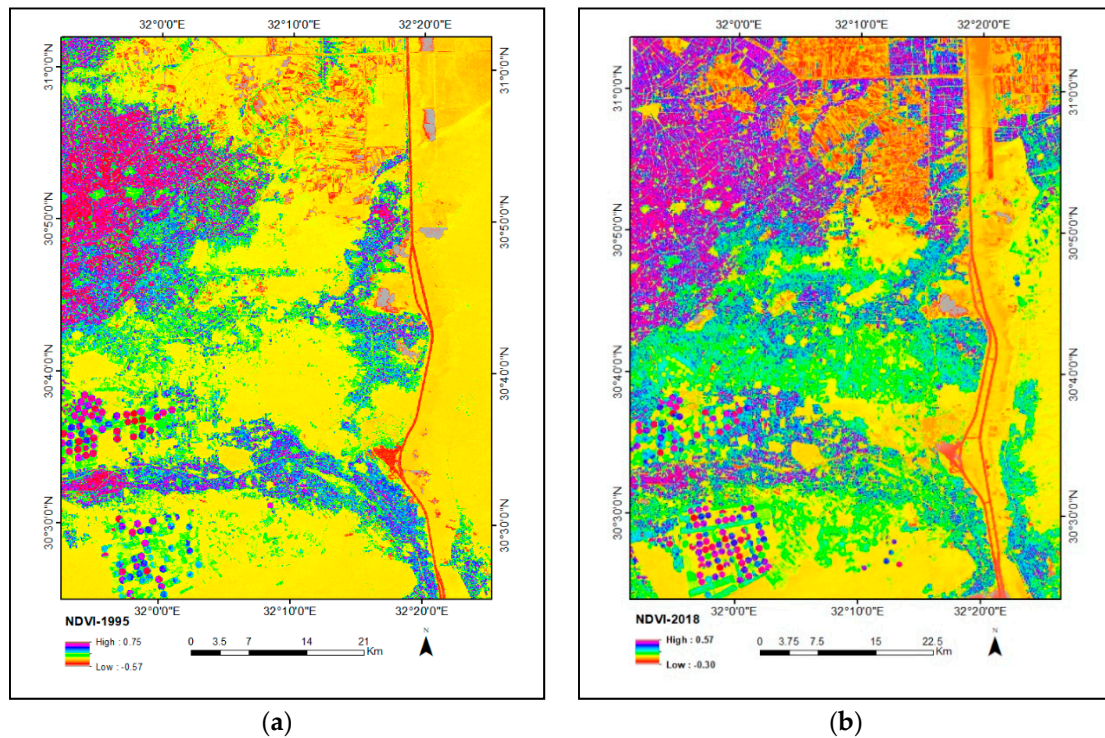 32°0'0"E 32°10'0"E 32°20'0"E
31°0'0"N
30°50'0"N
30°40'0"N
30°30'0"N
31°0'0"N
30°50'0"N
30°40'0"N
30°30'0"N
32°0'0"E 32°10'0"E 32°20'0"E
NDVI-1995
High : 0.75
Low : -0.57
0 3.5 7 14 21
Km
N
(a)
32°0'0"E 32°10'0"E 32°20'0"E
31°0'0"N
30°50'0"N
30°40'0"N
30°30'0"N
31°0'0"N
30°50'0"N
30°40'0"N
30°30'0"N
32°0'0"E 32°10'0"E 32°20'0"E
NDVI-2018
High : 0.57
Low : -0.30
0 3.75 7.5 15 22.5
Km
N
(b)